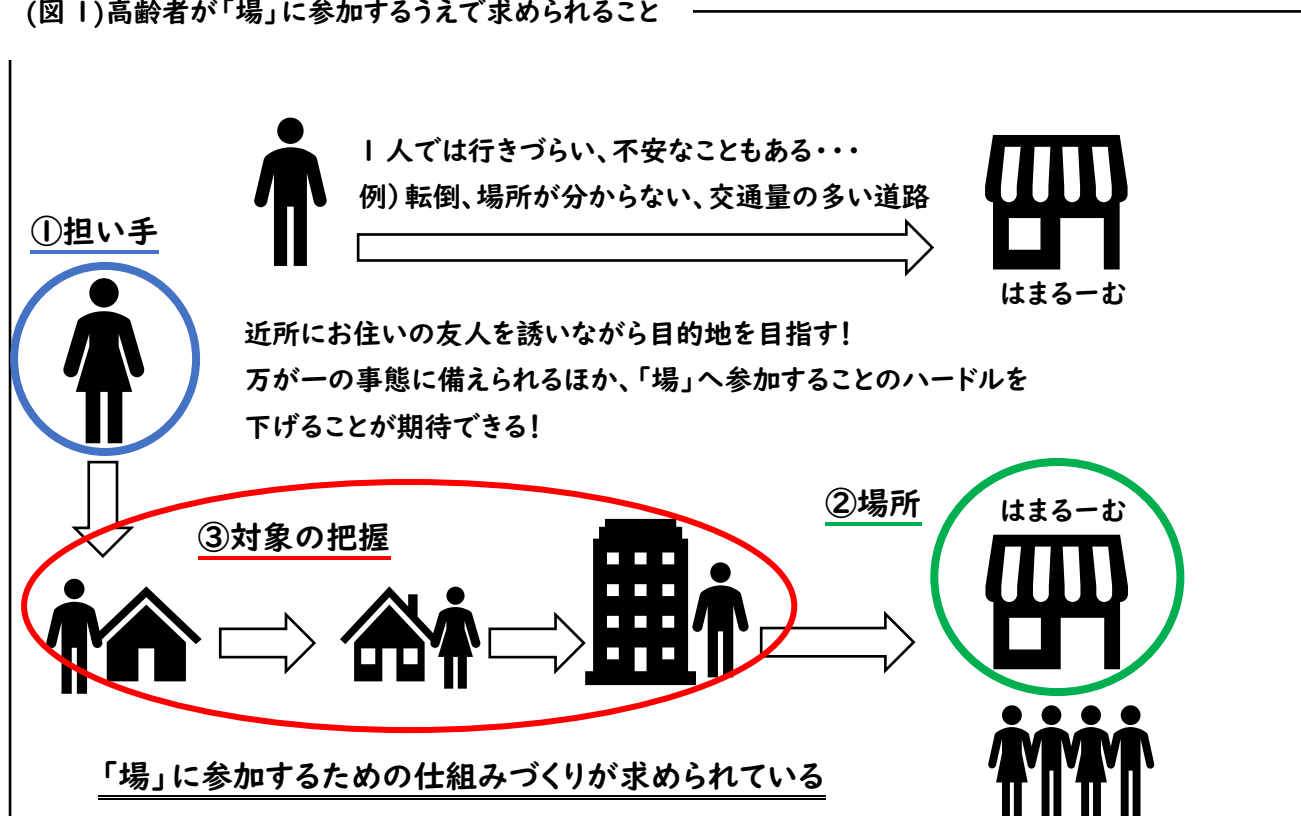 (図1)高齢者が「場」に参加するうえで求められること
1人では行きづらい、不安なこともある・・・
例)転倒、場所が分からない、交通量の多い道路
①担い手
はまるーむ
近所にお住いの友人を誘いながら目的地を目指す!
万が一の事態に備えられるほか、「場」へ参加することのハードルを
下げることが期待できる!
②場所
はまるーむ
③対象の把握
「場」に参加するための仕組みづくりが求められている